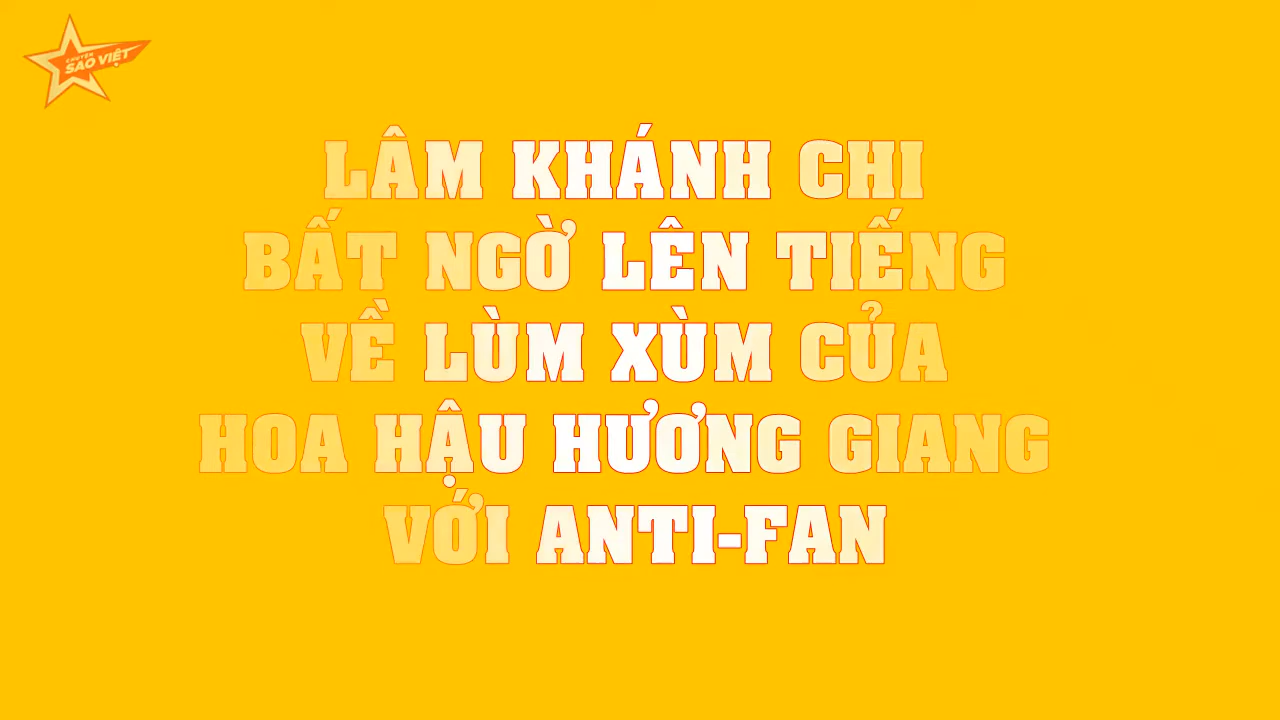 CHUYỆN
SAO VIỆT
LÂM KHÁNH CHI
BẤT NGỜ LÊN TIẾNG
VỀ LÙM XÙM CỦA
HOA HẬU HƯƠNG GIANG
VỚI ANTI-FAN